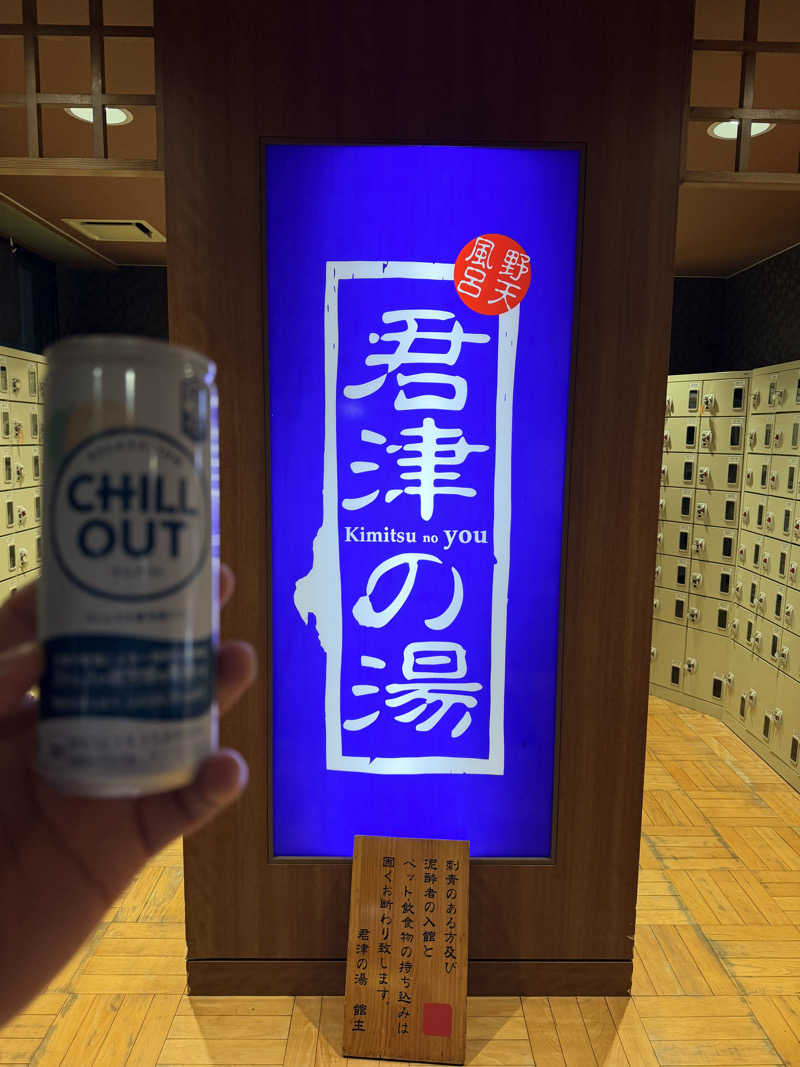 CHILL
OUT
野天
風呂
君津
Kimitsu no you
の湯
刺青のある方及び
泥酔者の入館と
ペット・飲食物の持ち込みは
固くお断わり致します。
君津の湯 館主